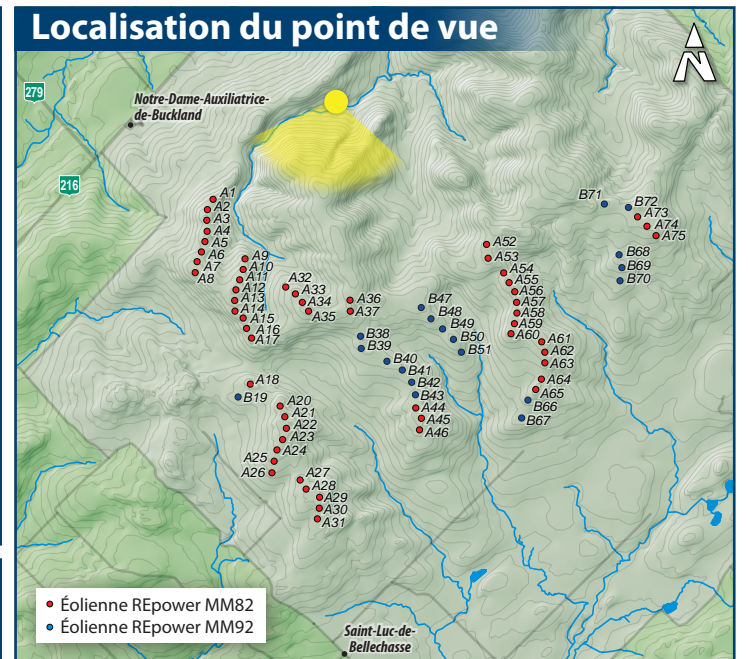 Localisation du point de vue
N
279
Notre-Dame-Auxiliatrice-
de-Buckland
216
A1
A2
A3
A4
A5
A6
A7
A8
A9
A10
A11
A12
A13
A14
A15
A16
A17
A32
A33
A34
A35
A36
A37
B38
B39
B40
B41
B42
B43
A44
A45
A46
B47
B48
B49
B50
B51
A52
A53
A54
A55
A56
A57
A58
A59
A60
A61
A62
A63
A64
A65
B66
B67
B71
B72
A73
A74
A75
B68
B69
B70
A18
B19
A20
A21
A22
A23
A24
A25
A26
A27
A28
A29
A30
A31
Éolienne REpower MM82
Éolienne REpower MM92
Saint-Luc-de-
Bellechasse